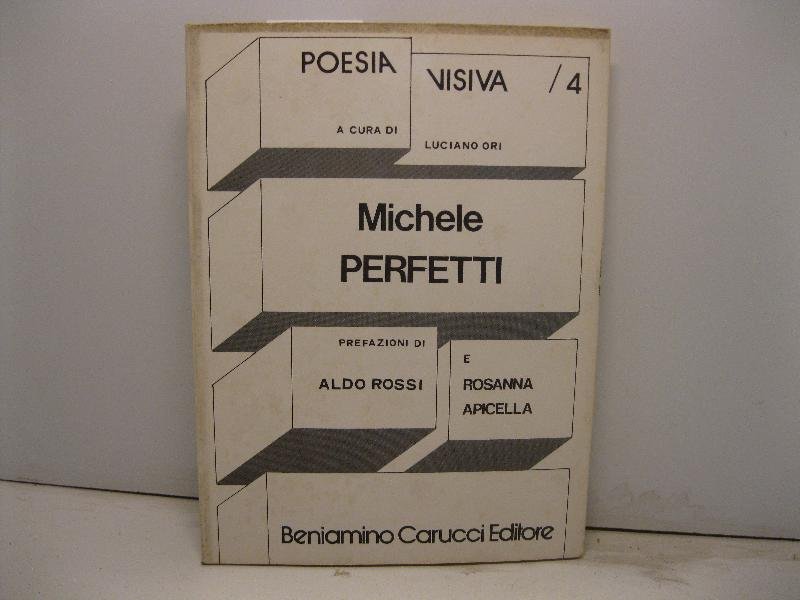 POESIA VISIVA /4
A CURA DI LUCIANO ORI
Michele
PERFETTI
PREFAZIONI DI
ALDO ROSSI
E
ROSANNA
APICELLA
Beniamino Carucci Editore